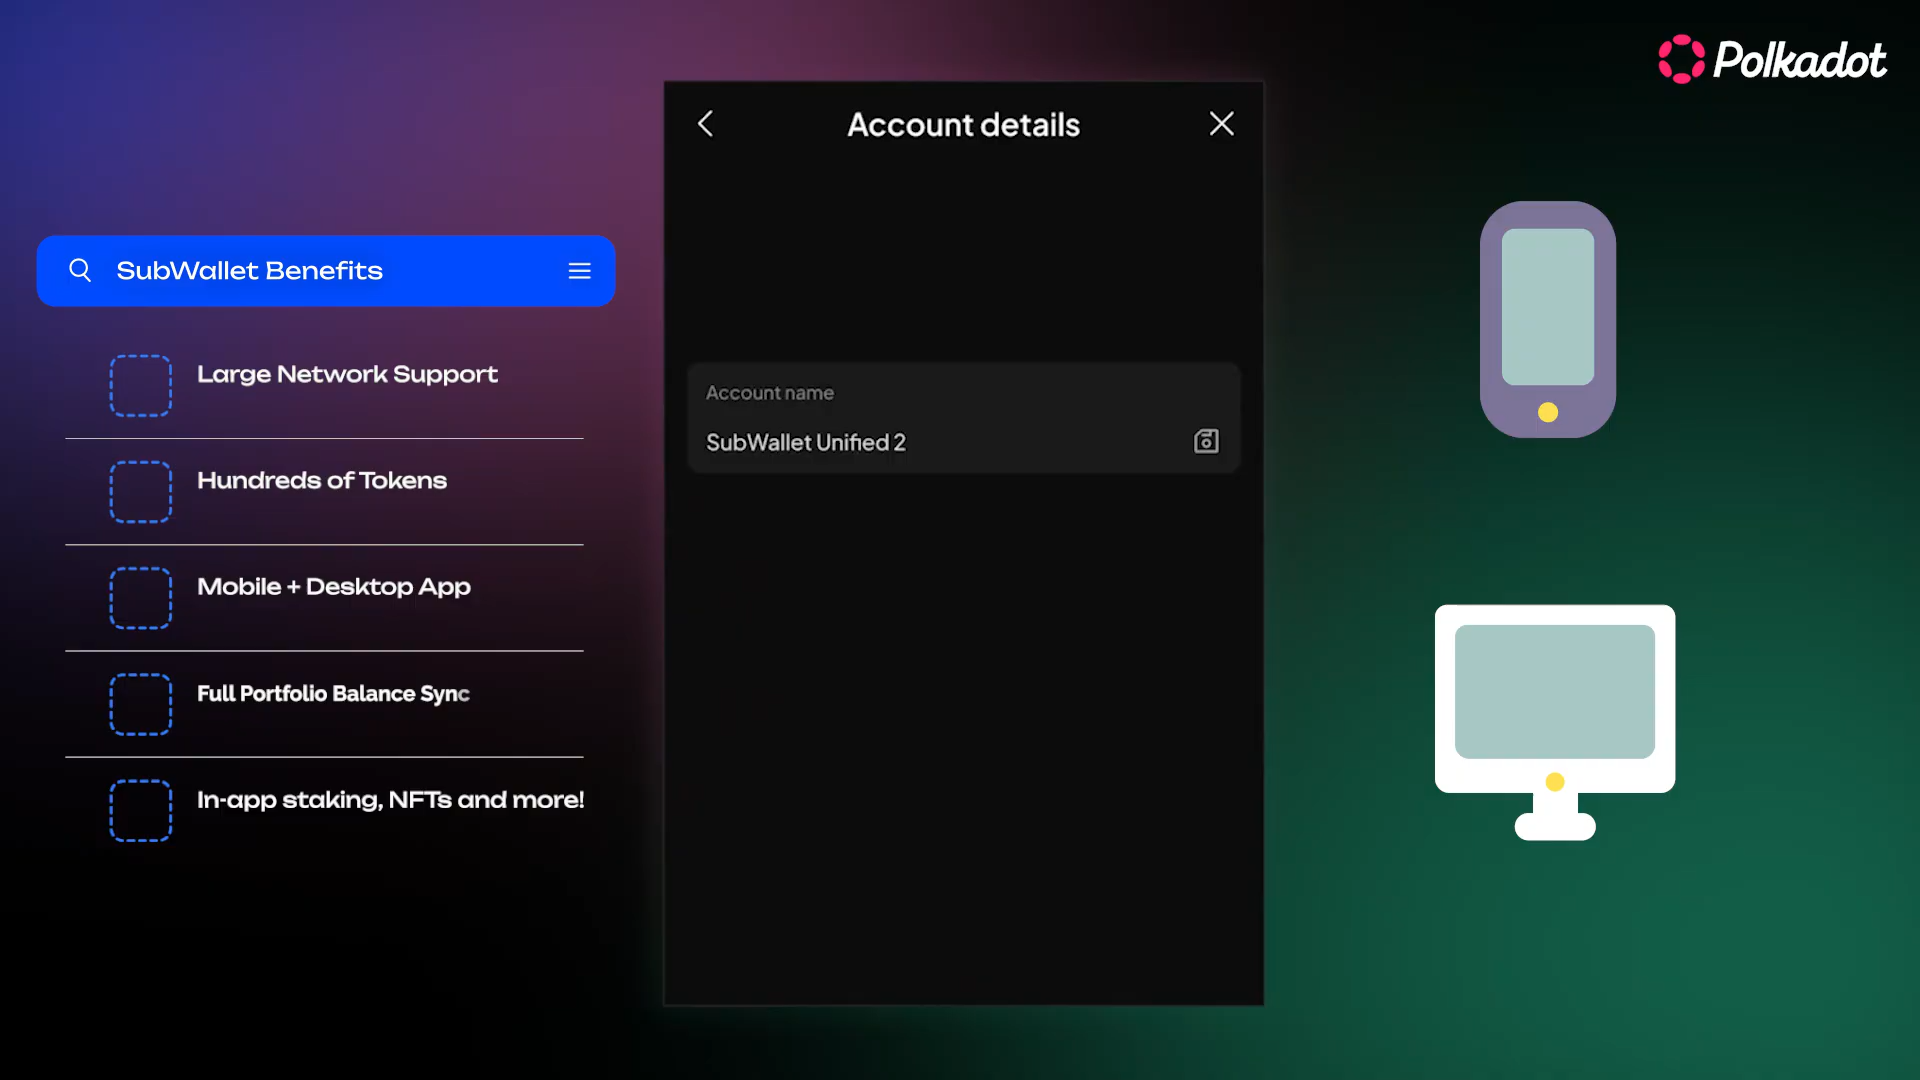 Polkadot
SubWallet Benefits
Large Network Support
Hundreds of Tokens
Mobile + Desktop App
Full Portfolio Balance Sync
In-app staking, NFTs and more!
Account details
Account name
SubWallet Unified 2